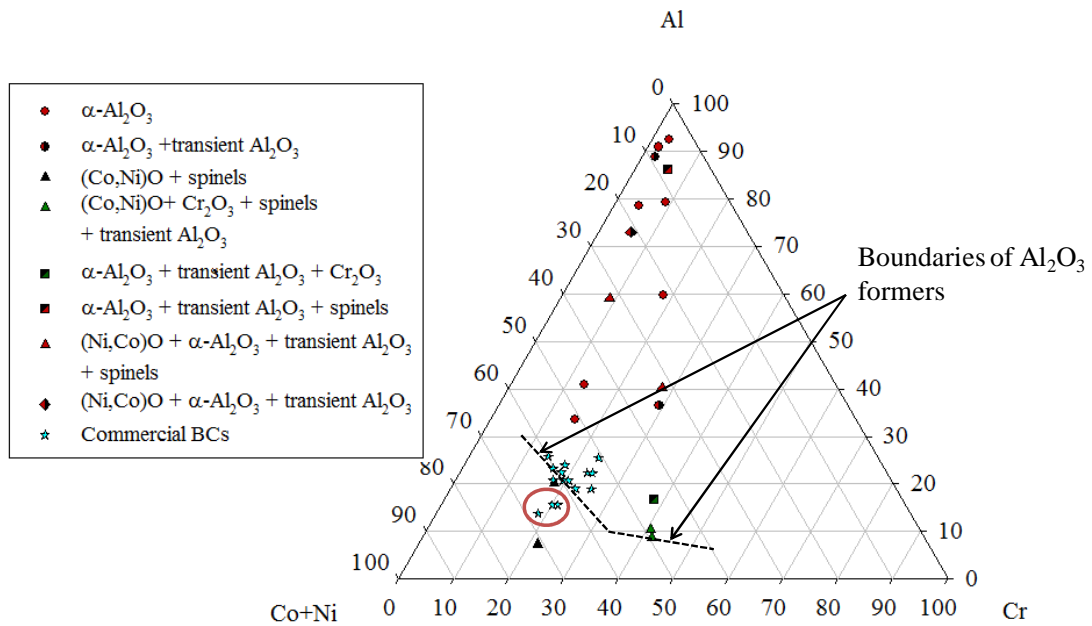 Al
α-Al₂O₃
α-Al₂O₃ +transient Al₂O₃
(Co,Ni)O + spinels
(Co,Ni)O+ Cr₂O₃ + spinels
+ transient Al₂O₃
α-Al₂O₃ + transient Al₂O₃ + Cr₂O₃
α-Al₂O₃ + transient Al₂O₃ + spinels
(Ni,Co)O + α-Al₂O₃ + transient Al₂O₃
+ spinels
(Ni,Co)O + α-Al₂O₃ + transient Al₂O₃
Commercial BCs
0
10
20
30
40
50
60
70
80
90
100
100
90
80
70
60
50
40
30
20
10
0
Boundaries of Al₂O₃
formers
Co+Ni
0 10 20 30 40 50 60 70 80 90 100
Cr